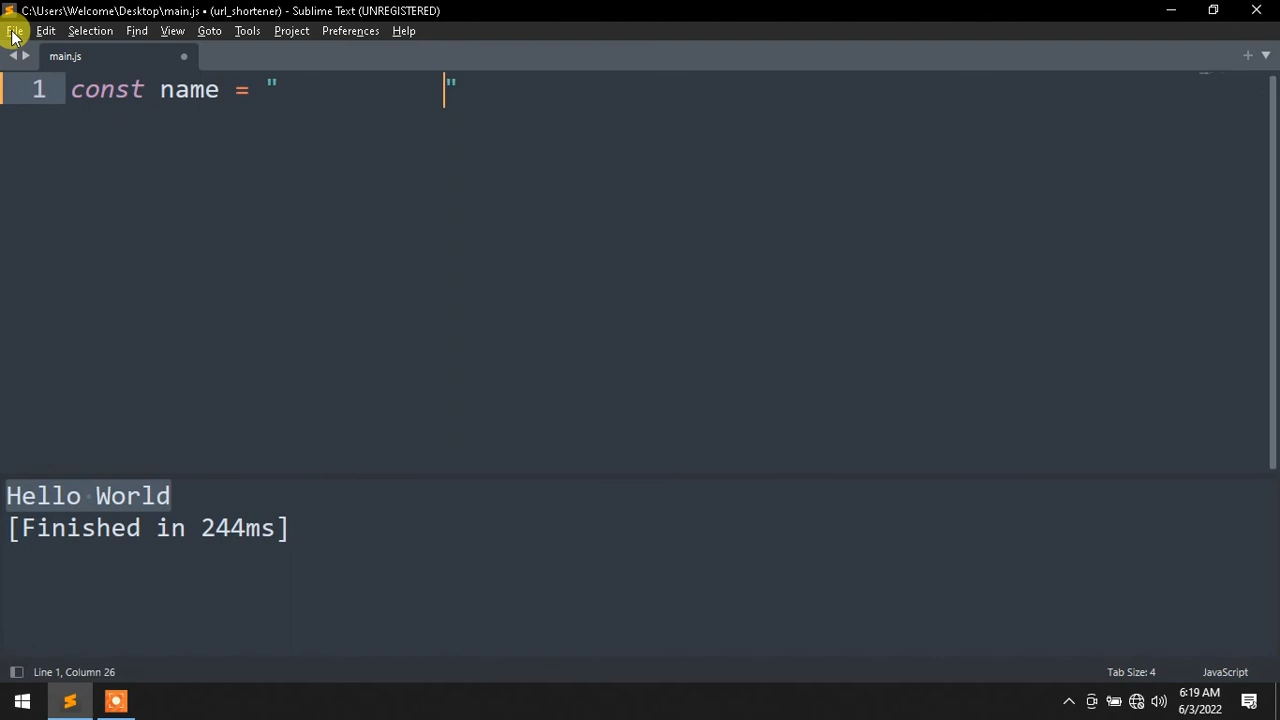 C:\Users\Welcome\Desktop\main.js • (url_shortener) - Sublime Text (UNREGISTERED)
File Edit Selection Find View Goto Tools Project Preferences Help
main.js
1 const name = "           "
Hello World
[Finished in 244ms]
Line 1, Column 26 Tab Size: 4 JavaScript
6:19 AM
6/3/2022